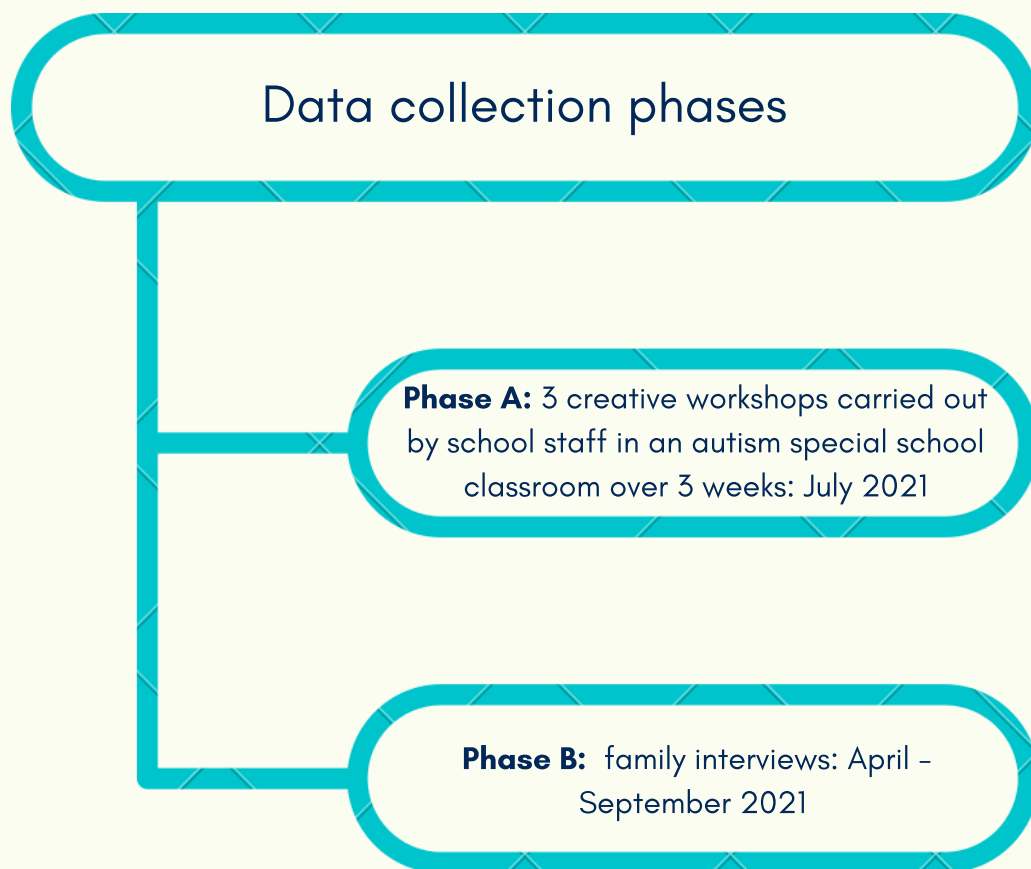 Data collection phases
Phase A: 3 creative workshops carried out
by school staff in an autism special school
classroom over 3 weeks: July 2021
Phase B:  family interviews: April –
September 2021